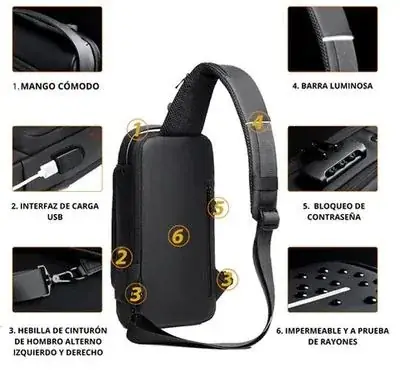 1. MANGO CÓMODO
4. BARRA LUMINOSA
1
4
2. INTERFAZ DE CARGA
USB
5. BLOQUEO DE
CONTRASEÑA
5
6
2
3
3
3. HEBILLA DE CINTURÓN
DE HOMBRO ALTERNO
IZQUIERDO Y DERECHO
6. IMPERMEABLE Y A PRUEBA
DE RAYONES